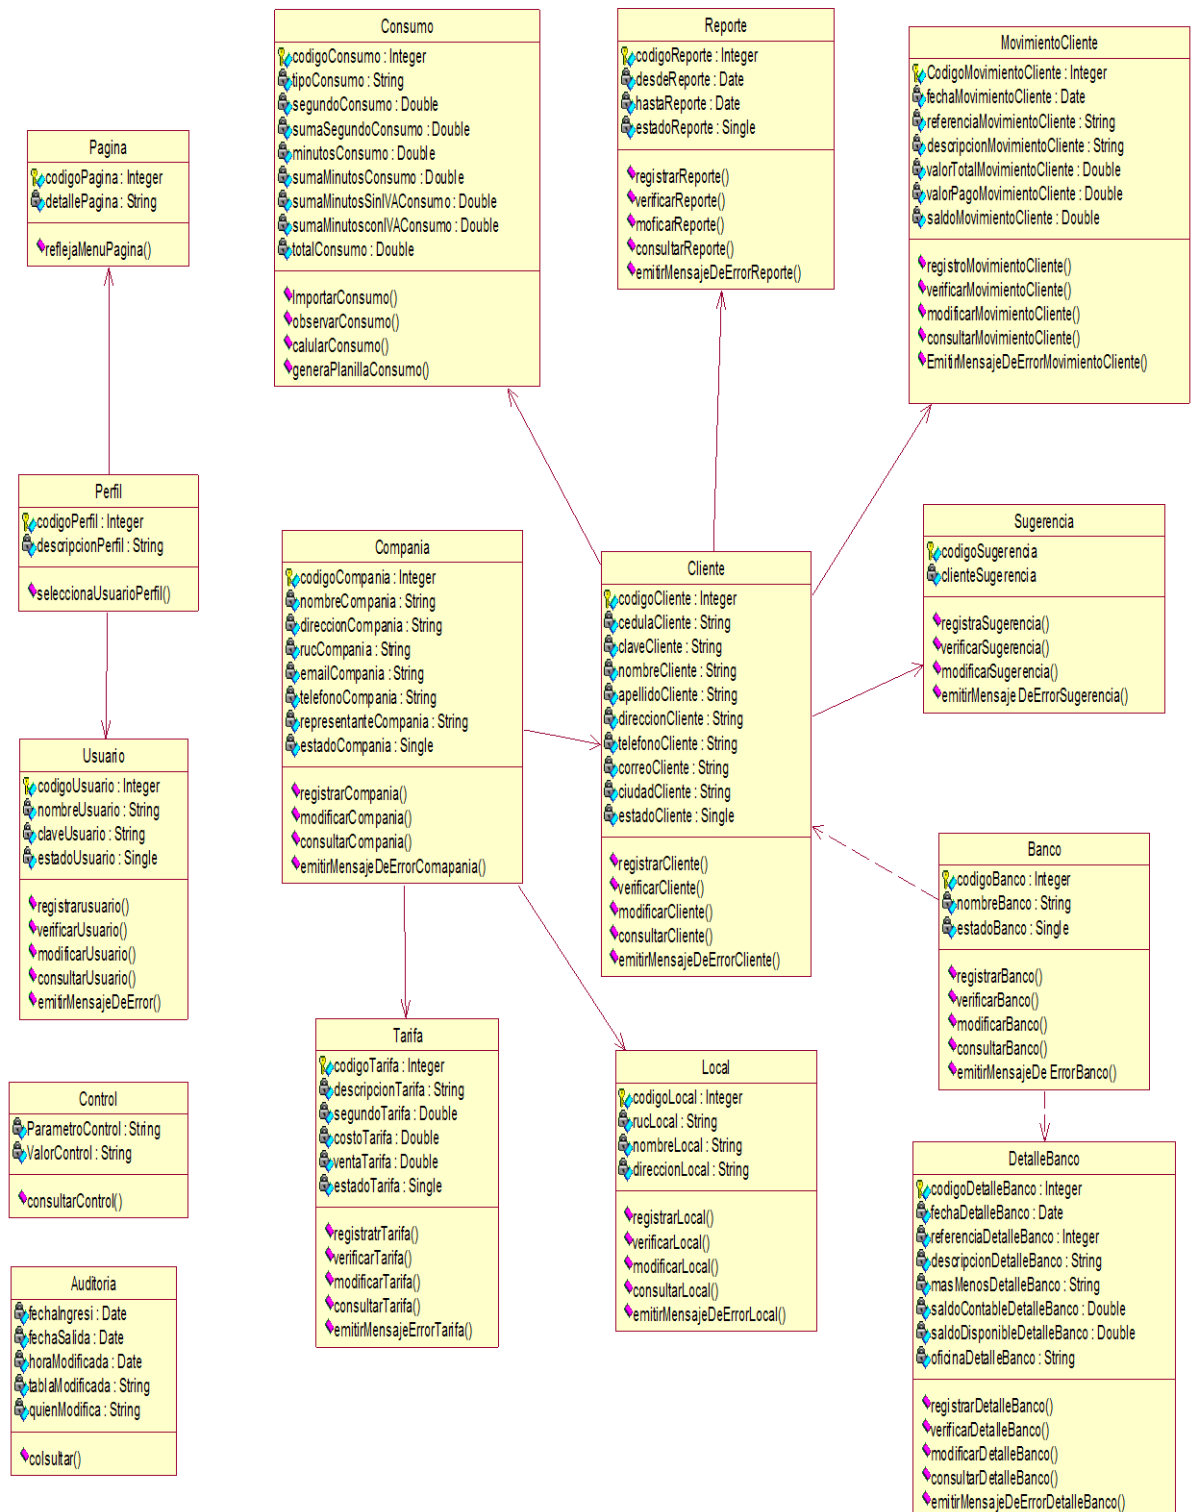 Consumo
codigoConsumo : Integer
tipoConsumo : String
segundoConsumo : Double
sumaSegundoConsumo : Double
minutosConsumo : Double
sumaMinutosConsumo : Double
sumaMinutosSinIVAConsumo : Double
sumaMinutosconIVAConsumo : Double
totalConsumo : Double
ImportarConsumo()
observarConsumo()
calularConsumo()
generaPlanillaConsumo()
Reporte
codigoReporte : Integer
desdeReporte : Date
hastaReporte : Date
estadoReporte : Single
registrarReporte()
verificarReporte()
moficarReporte()
consultarReporte()
emitirMensajeDeErrorReporte()
MovimientoCliente
CodigoMovimientoCliente : Integer
fechaMovimientoCliente : Date
referenciaMovimientoCliente : String
descripcionMovimientoCliente : String
valorTotalMovimientoCliente : Double
valorPagoMovimientoCliente : Double
saldoMovimientoCliente : Double
registroMovimientoCliente()
verificarMovimientoCliente()
modificarMovimientoCliente()
consultarMovimientoCliente()
EmitirMensajeDeErrorMovimientoCliente()
Pagina
codigoPagina : Integer
detallePagina : String
reflejaMenuPagina()
Perfil
codigoPerfil : Integer
descripcionPerfil : String
seleccionaUsuarioPerfil()
Compania
codigoCompania : Integer
nombreCompania : String
direccionCompania : String
rucCompania : String
emailCompania : String
telefonoCompania : String
representanteCompania : String
estadoCompania : Single
registrarCompania()
modificarCompania()
consultarCompania()
emitirMensajeDeErrorComapania()
Cliente
codigoCliente : Integer
cedulaCliente : String
claveCliente : String
nombreCliente : String
apellidoCliente : String
direccionCliente : String
telefonoCliente : String
correoCliente : String
ciudadCliente : String
estadoCliente : Single
registrarCliente()
verificarCliente()
modificarCliente()
consultarCliente()
emitirMensajeDeErrorCliente()
Sugerencia
codigoSugerencia
clienteSugerencia
registraSugerencia()
verificarSugerencia()
modificarSugerencia()
emitirMensaje DeErrorSugerencia()
Usuario
codigoUsuario : Integer
nombreUsuario : String
claveUsuario : String
estadoUsuario : Single
registrarusuario()
verificarUsuario()
modificarUsuario()
consultarUsuario()
emitirMensajeDeError()
Banco
codigoBanco : Integer
nombreBanco : String
estadoBanco : Single
registrarBanco()
verificarBanco()
modificarBanco()
consultarBanco()
emitirMensajeDe ErrorBanco()
Control
ParametroControl : String
ValorControl : String
consultarControl()
Tarifa
codigoTarifa : Integer
descripcionTarifa : String
segundoTarifa : Double
costoTarifa : Double
ventaTarifa : Double
estadoTarifa : Single
registratrTarifa()
verificarTarifa()
modificarTarifa()
consultarTarifa()
emitirMensajeErrorTarifa()
Local
codigoLocal : Integer
rucLocal : String
nombreLocal : String
direccionLocal : String
registrarLocal()
verificarLocal()
modificarLocal()
consultarLocal()
emitirMensajeDeErrorLocal()
DetalleBanco
codigoDetalleBanco : Integer
fechaDetalleBanco : Date
referenciaDetalleBanco : Integer
descripcionDetalleBanco : String
masMenosDetalleBanco : String
saldoContableDetalleBanco : Double
saldoDisponibleDetalleBanco : Double
oficinaDetalleBanco : String
registrarDetalleBanco()
verificarDetalleBanco()
modificarDetalleBanco()
consultarDetalleBanco()
emitirMensajeDeErrorDetalleBanco()
Auditoria
fechaIngresi : Date
fechaSalida : Date
horaModificada : Date
tablaModificada : String
quienModifica : String
colsultar()